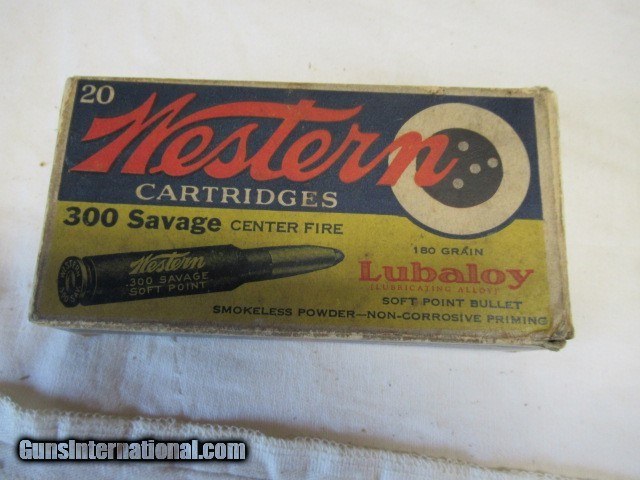 20
Western
CARTRIDGES
300 Savage CENTER FIRE
Western
.300 SAVAGE
SOFT POINT
180 GRAIN
Lubaloy
(LUBRICATING ALLOY)
SOFT POINT BULLET
SMOKELESS POWDER—NON-CORROSIVE PRIMING
GunsInternational.com